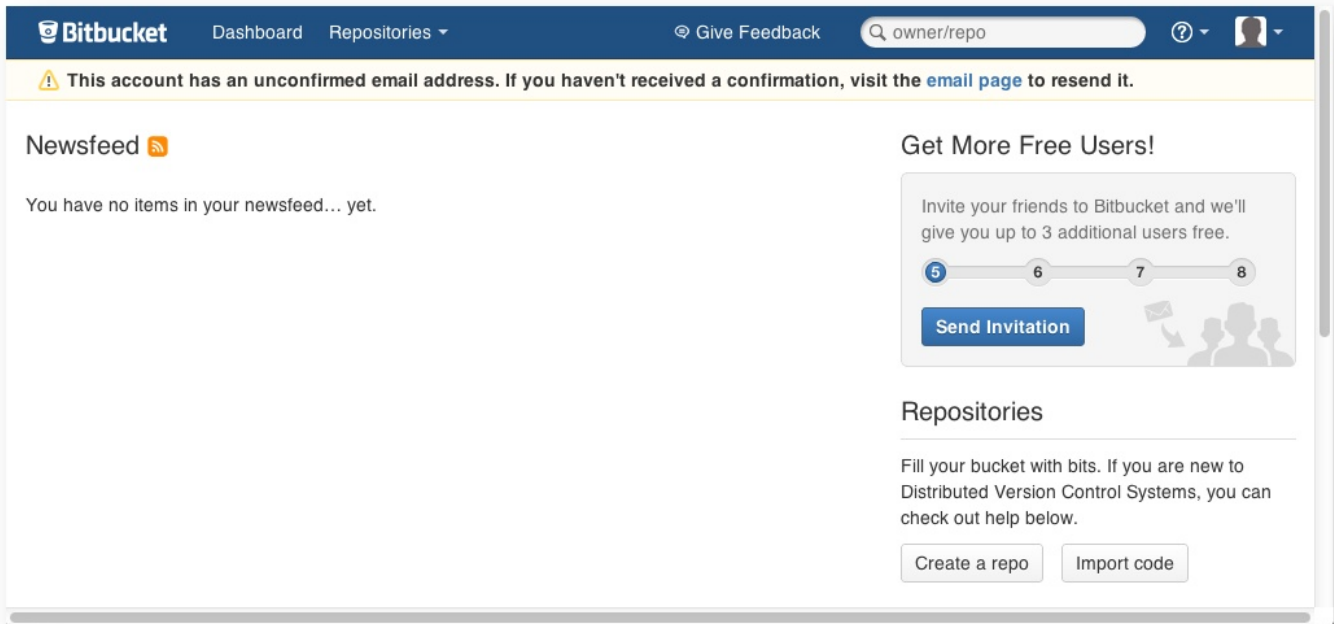 Bitbucket Dashboard Repositories Give Feedback owner/repo
This account has an unconfirmed email address. If you haven't received a confirmation, visit the email page to resend it.
Newsfeed
You have no items in your newsfeed… yet.
Get More Free Users!
Invite your friends to Bitbucket and we'll
give you up to 3 additional users free.
5 6 7 8
Send Invitation
Repositories
Fill your bucket with bits. If you are new to
Distributed Version Control Systems, you can
check out help below.
Create a repo Import code